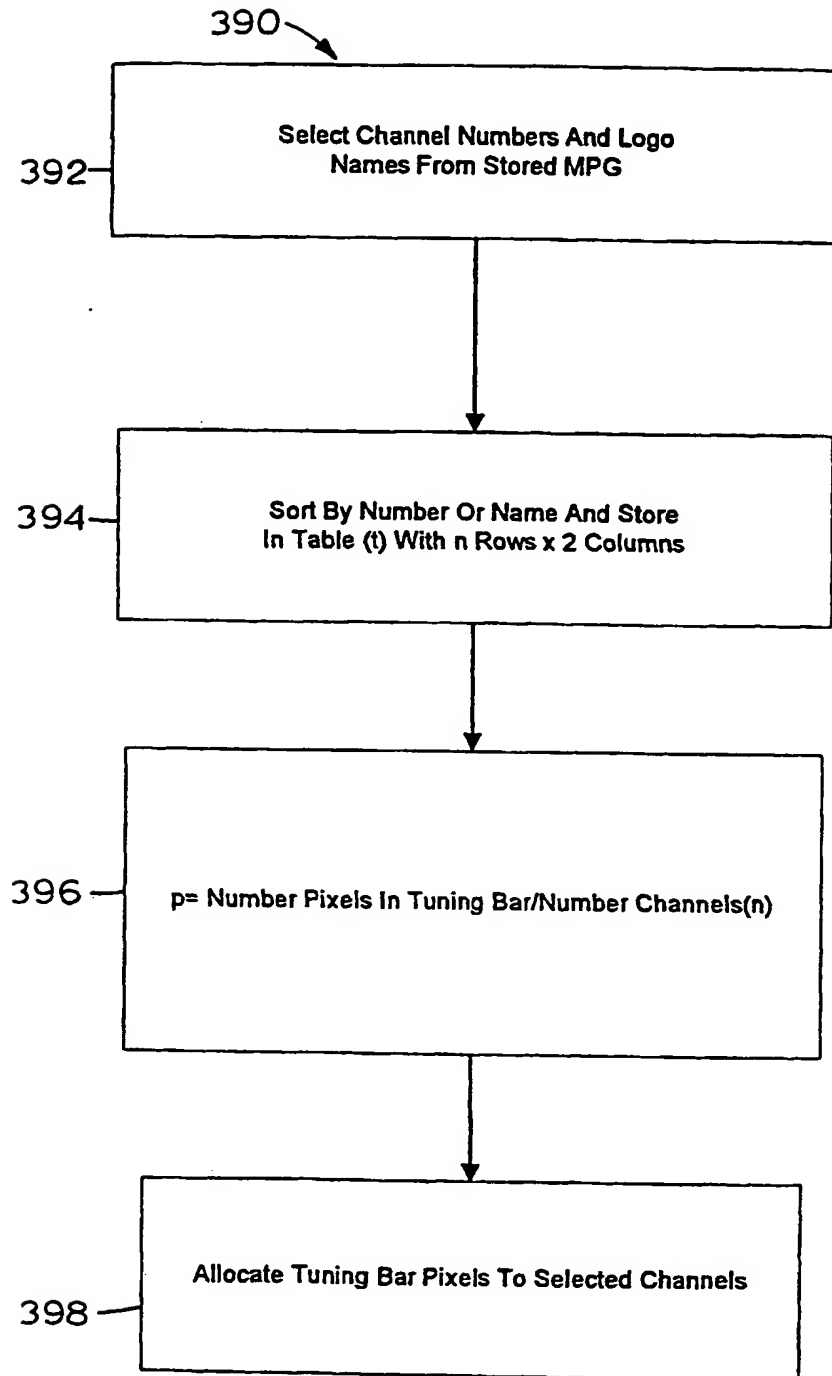 390
Select Channel Numbers And Logo
Names From Stored MPG
392
Sort By Number Or Name And Store
In Table (t) With n Rows x 2 Columns
394
p= Number Pixels In Tuning Bar/Number Channels(n)
396
Allocate Tuning Bar Pixels To Selected Channels
398